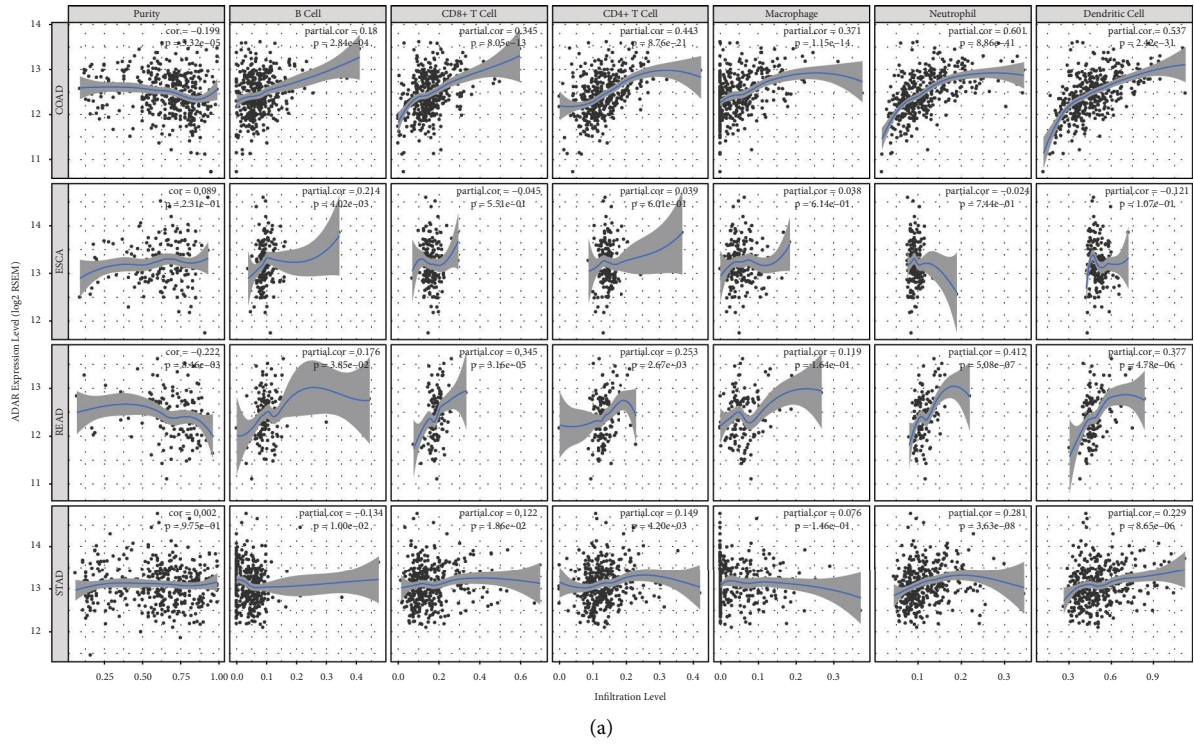 Purity B Cell CD8+ T Cell CD4+ T Cell Macrophage Neutrophil Dendritic Cell
14 cor = −0.199 partial.cor = 0.18 partial.cor = 0.345 partial.cor = 0.443 partial.cor = 0.371 partial.cor = 0.601 partial.cor = 0.537
p = 5.32e−05 p = 2.84e−04 p = 8.05e−13 p = 8.76e−21 p = 1.15e−14 p = 8.86e−41 p = 2.42e−31
13
COAD
12
11
cor = 0.089 partial.cor = 0.214 partial.cor = −0.045 partial.cor = 0.039 partial.cor = 0.038 partial.cor = −0.024 partial.cor = −0.121
p = 2.31e−01 p = 4.02e−03 p = 5.51e−01 p = 6.01e−01 p = 6.14e−01 p = 7.44e−01 p = 1.07e−01
14
13
ESCA
12
ADAR Expression Level (log2 RSEM)
cor = −0.222 partial.cor = 0.176 partial.cor = 0.345 partial.cor = 0.253 partial.cor = 0.119 partial.cor = 0.412 partial.cor = 0.377
p = 3.85e−02 p = 3.16e−05 p = 2.67e−03 p = 1.64e−01 p = 5.08e−07 p = 4.78e−06
13
READ
12
11
cor = 0.002 partial.cor = −0.134 partial.cor = 0.122 partial.cor = 0.149 partial.cor = 0.076 partial.cor = 0.281 partial.cor = 0.229
p = 9.75e−01 p = 1.00e−02 p = 1.86e−02 p = 4.20e−03 p = 1.46e−01 p = 3.63e−08 p = 8.65e−06
14
13
STAD
12
0.25 0.50 0.75 1.00 0.0 0.1 0.2 0.3 0.4 0.5 0.0 0.2 0.4 0.6 0.0 0.1 0.2 0.3 0.4 0.5 0.0 0.1 0.2 0.3 0.1 0.2 0.3 0.3 0.6 0.9
Infiltration Level
(a)